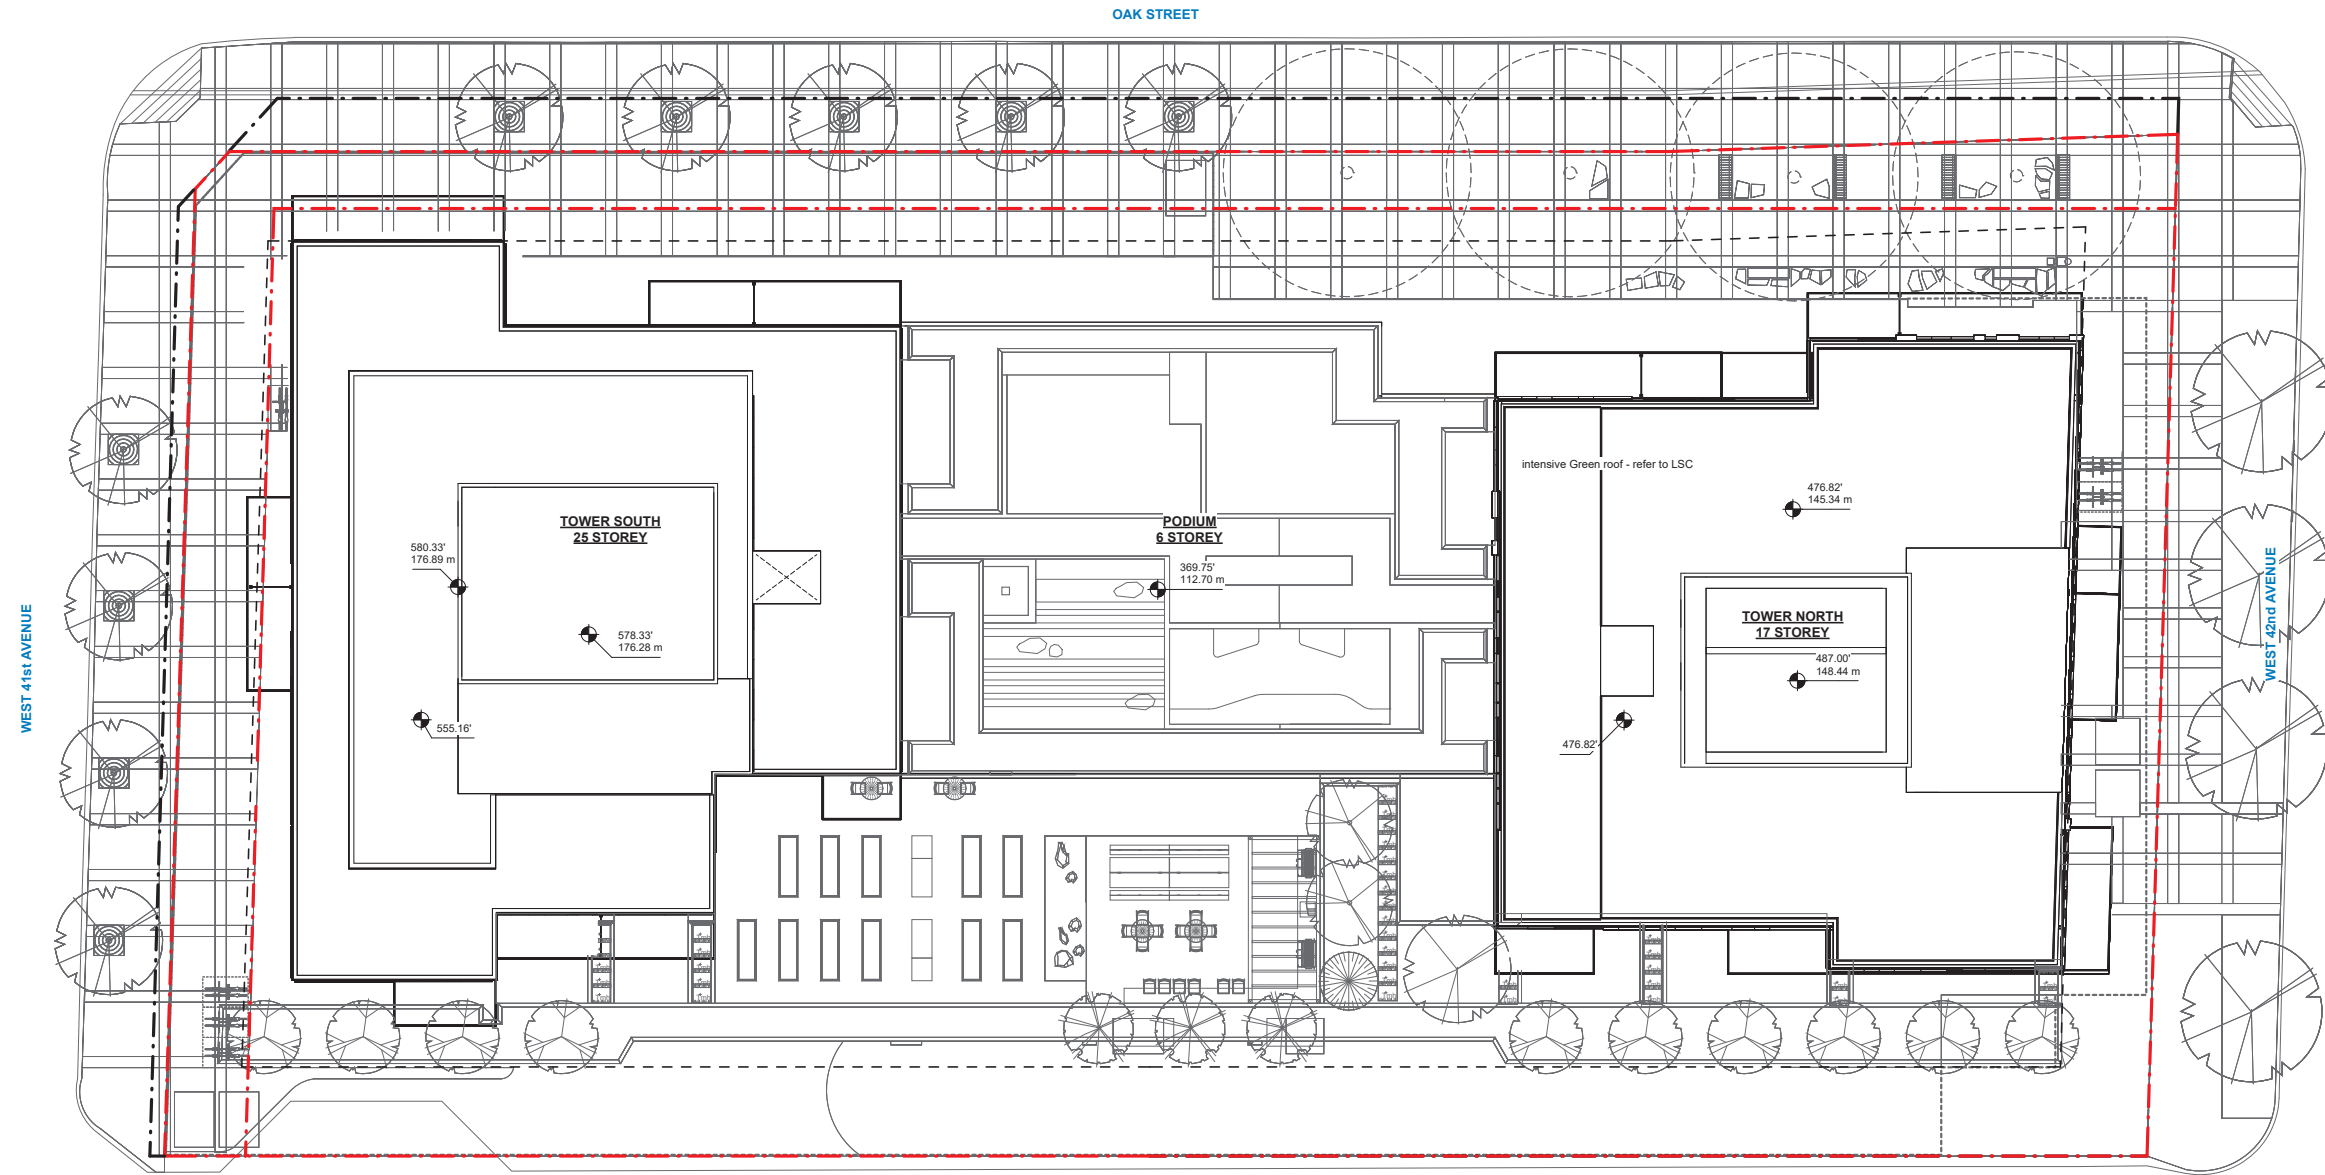 OAK STREET
intensive Green roof - refer to LSC
476.82'
145.34 m
TOWER SOUTH
25 STOREY
PODIUM
6 STOREY
580.33'
176.89 m
369.75'
112.70 m
WEST 41st AVENUE
WEST 42nd AVENUE
578.33'
176.28 m
TOWER NORTH
17 STOREY
487.00'
148.44 m
555.16'
476.82'